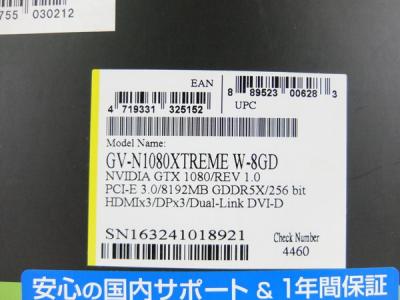 755 030212
EAN
4 719331 325152
8 89523 00628 3
UPC
Model Name:
GV-N1080XTREME W-8GD
NVIDIA GTX 1080/REV 1.0
PCI-E 3.0/8192MB GDDR5X/256 bit
HDMIx3/DPx3/Dual-Link DVI-D
SN163241018921
Check Number
4460
安心の国内サポート & 1年間保証